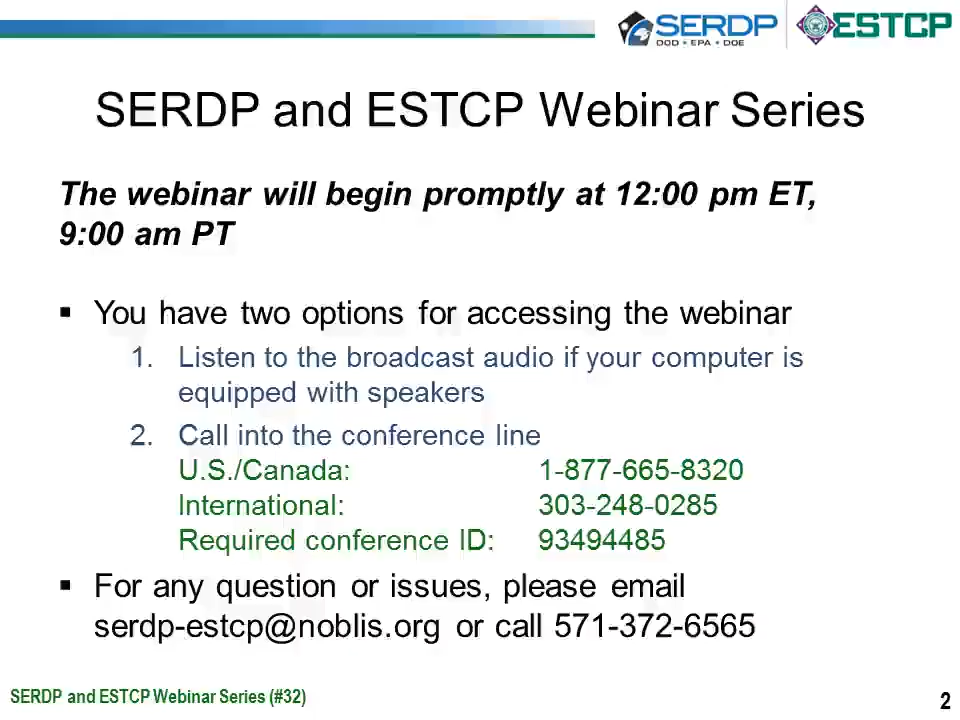 SERDP
DOD • EPA • DOE
ESTCP
SERDP and ESTCP Webinar Series
The webinar will begin promptly at 12:00 pm ET,
9:00 am PT
▪ You have two options for accessing the webinar
1. Listen to the broadcast audio if your computer is
equipped with speakers
2. Call into the conference line
U.S./Canada: 1-877-665-8320
International: 303-248-0285
Required conference ID: 93494485
▪ For any question or issues, please email
serdp-estcp@noblis.org or call 571-372-6565
SERDP and ESTCP Webinar Series (#32)
2